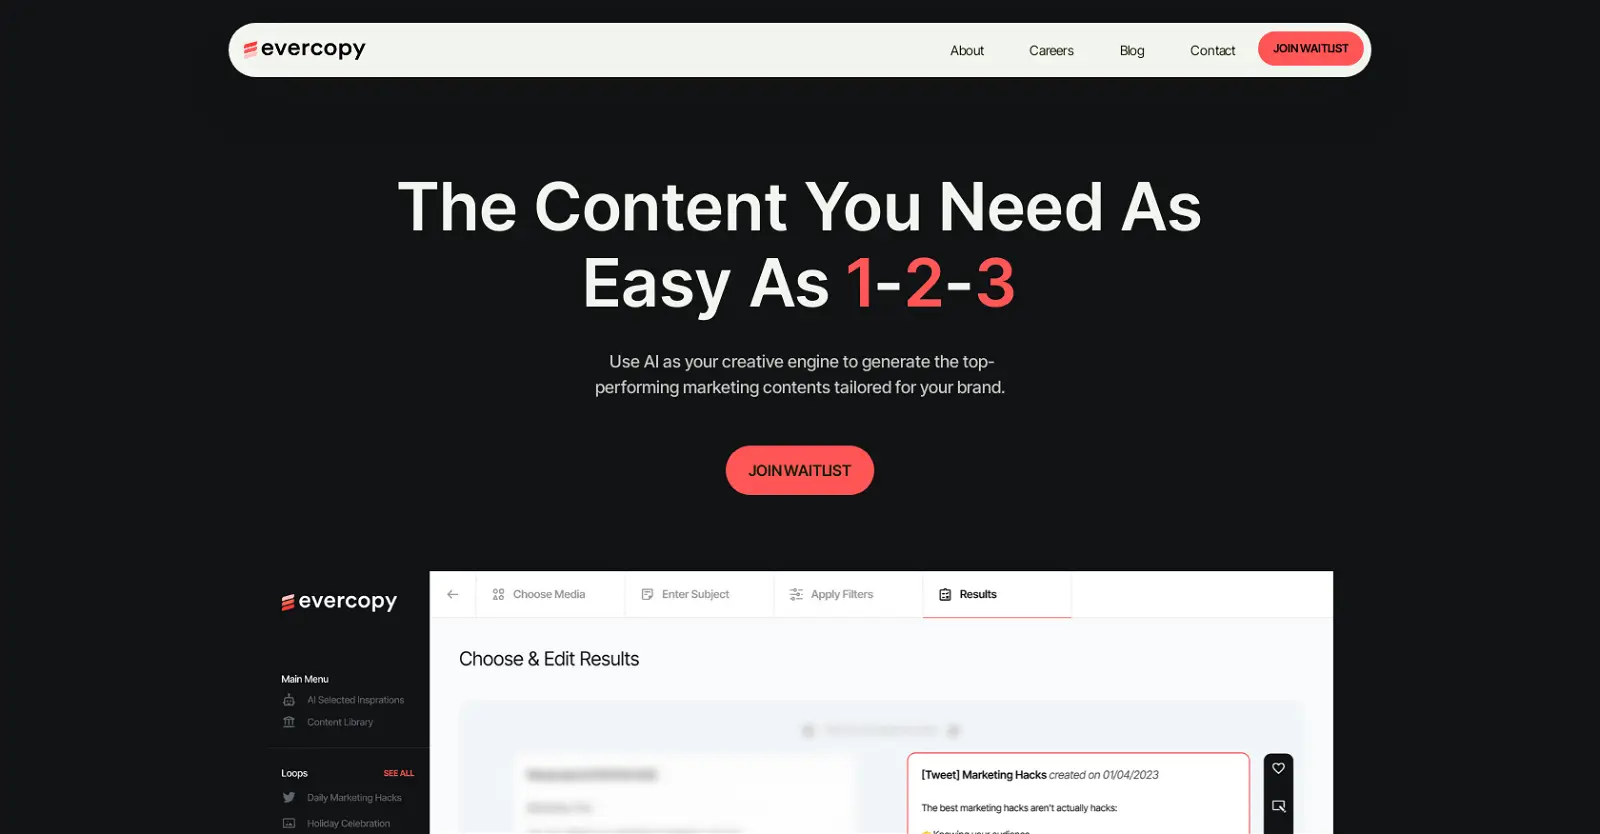 evercopy
About
Careers
Blog
Contact
JOIN WAITLIST
The Content You Need As
Easy As 1-2-3
Use AI as your creative engine to generate the top-
performing marketing contents tailored for your brand.
JOIN WAITLIST
evercopy
Main Menu
AI Selected Insprations
Content Library
Loops
SEE ALL
Daily Marketing Hacks
Holiday Celebration
Choose Media
Enter Subject
Apply Filters
Results
Choose & Edit Results
[Tweet] Marketing Hacks created on 01/04/2023
The best marketing hacks aren't actually hacks:
Knowing your audience